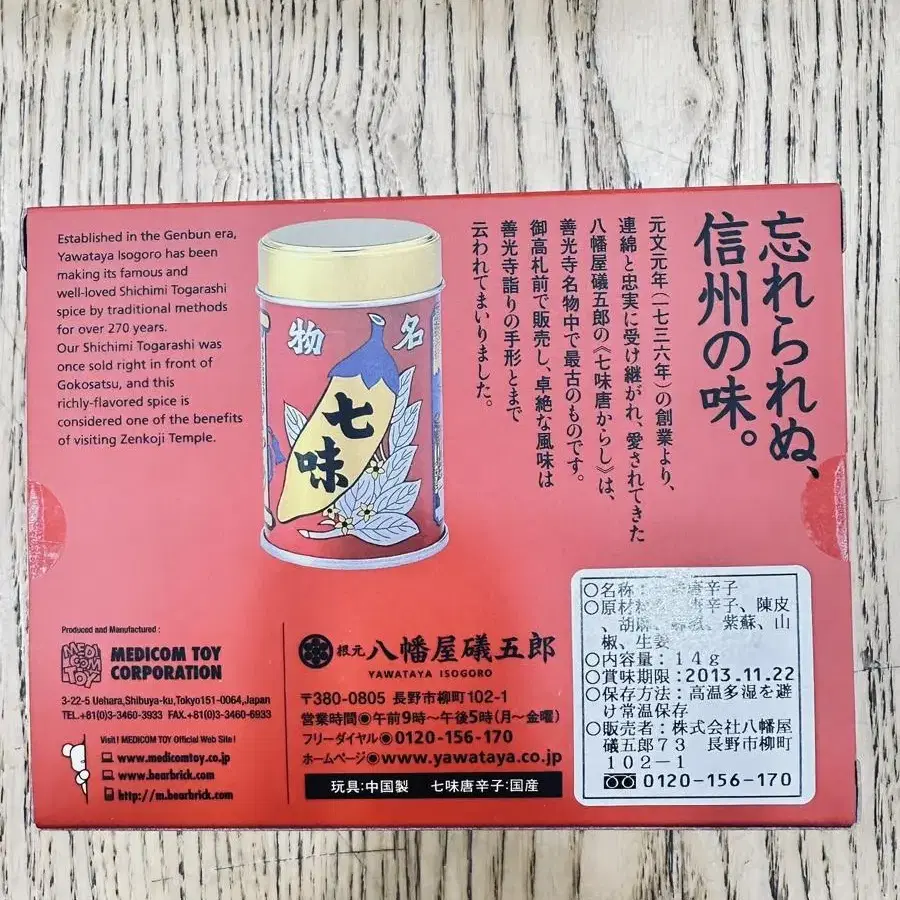 Established in the Genbun era,
Yawataya Isogoro has been
making its famous and
well-loved Shichimi Togarashi
spice by traditional methods
for over 270 years.
Our Shichimi Togarashi was
once sold right in front of
Gokosatsu, and this
richly-flavored spice is
considered one of the benefits
of visiting Zenkoji Temple.
名物
七味
忘れられぬ、
信州の味。
元文元年(一七三六年)の創業より、
連綿と忠実に受け継がれ、愛されてきた
八幡屋礒五郎の《七味唐からし》は、
善光寺名物中で最古のものです。
御高札前で販売し、卓絶な風味は
善光寺詣りの手形とまで
云われてまいりました。
Produced and Manufactured :
MEDICOM TOY
MEDICOM TOY
CORPORATION
3-22-5 Uehara,Shibuya-ku,Tokyo151-0064,Japan
TEL.+81(0)3-3460-3933 FAX.+81(0)3-3460-6933
Visit! MEDICOM TOY Official Web Site!
www.medicomtoy.co.jp
www.bearbrick.com
http://m.bearbrick.com
根元 八幡屋礒五郎
YAWATAYA ISOGORO
〒380-0805 長野市柳町102-1
営業時間◉午前9時〜午後5時(月〜金曜)
フリーダイヤル◉0120-156-170
ホームページ◉www.yawataya.co.jp
玩具:中国製 七味唐辛子:国産
○名称: 唐辛子
○原材料 唐辛子、陳皮
、胡麻、 、紫蘇、山
椒、生姜
○内容量:14g
○賞味期限:2013.11.22
○保存方法:高温多湿を避
け常温保存
○販売者:株式会社八幡屋
礒五郎73 長野市柳町
102-1
0120-156-170